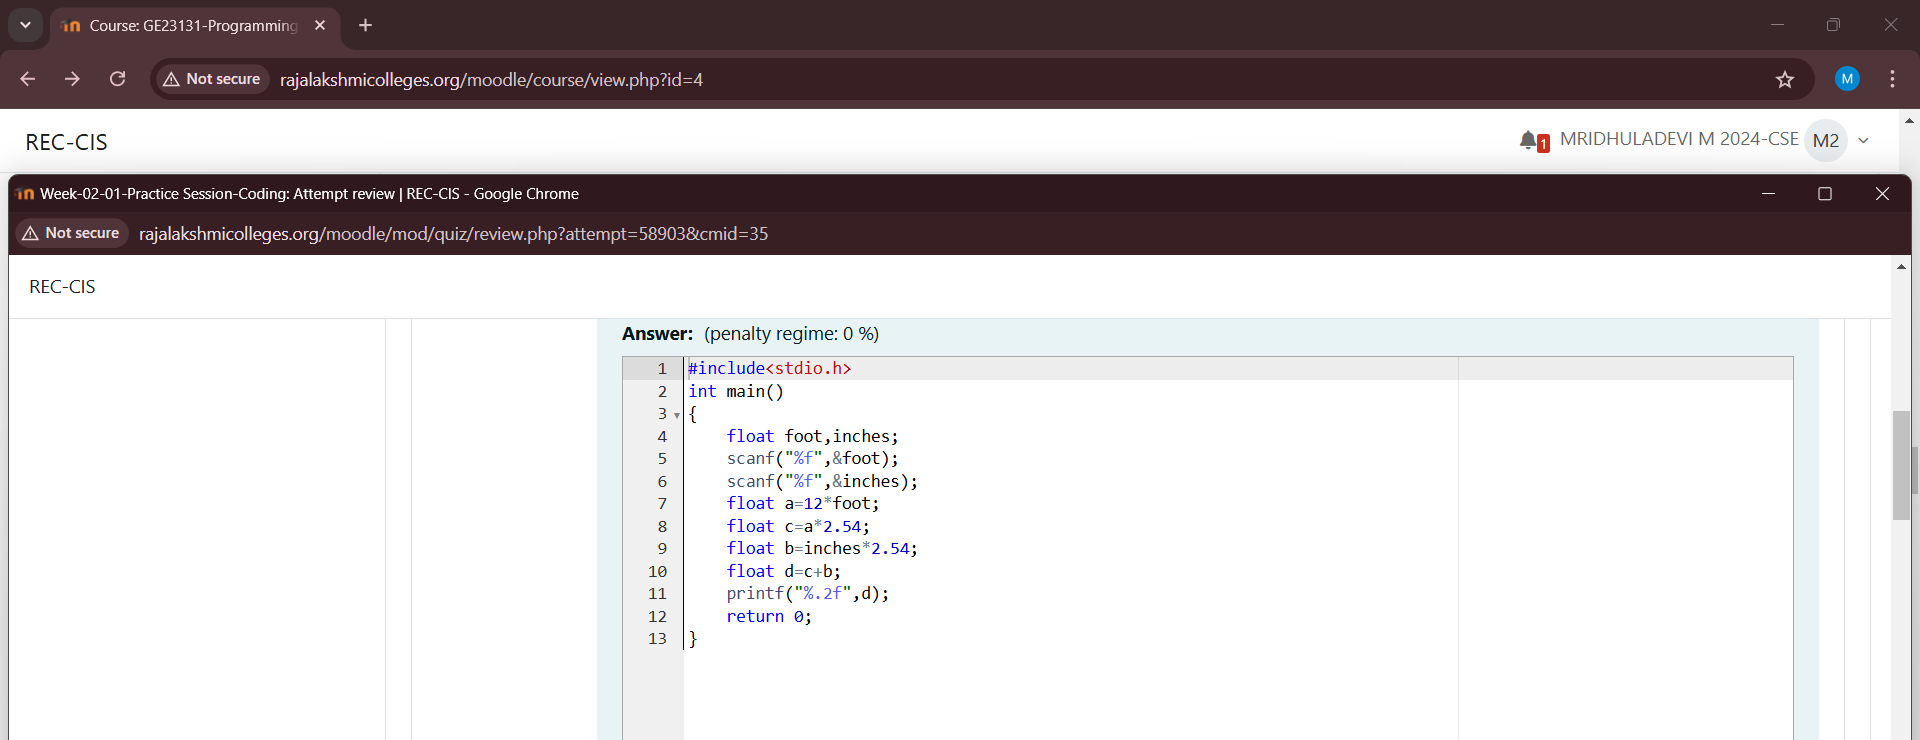 Course: GE23131-Programming
Not secure
rajalakshmicolleges.org/moodle/course/view.php?id=4
M
REC-CIS
1
MRIDHULADEVI M 2024-CSE
M2
Week-02-01-Practice Session-Coding: Attempt review | REC-CIS - Google Chrome
Not secure
rajalakshmicolleges.org/moodle/mod/quiz/review.php?attempt=58903&cmid=35
REC-CIS
Answer: (penalty regime: 0 %)
1 #include<stdio.h>
2 int main()
3 {
4     float foot,inches;
5     scanf("%f",&foot);
6     scanf("%f",&inches);
7     float a=12*foot;
8     float c=a*2.54;
9     float b=inches*2.54;
10     float d=c+b;
11     printf("%.2f",d);
12     return 0;
13 }